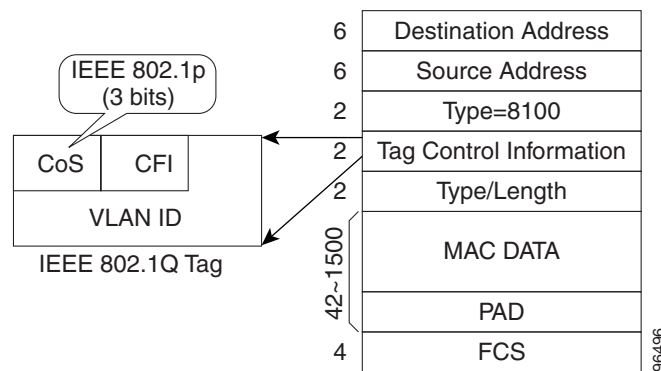 IEEE 802.1p
(3 bits)
CoS
CFI
VLAN ID
IEEE 802.1Q Tag
6 Destination Address
6 Source Address
2 Type=8100
2 Tag Control Information
2 Type/Length
42~1500
MAC DATA
PAD
4 FCS
96496